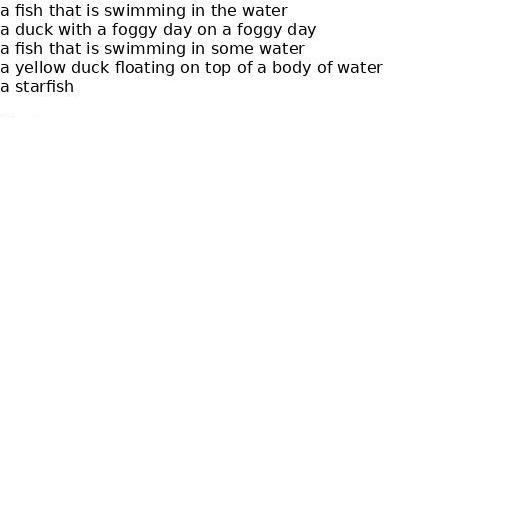 a fish that is swimming in the water
a duck with a foggy day on a foggy day
a fish that is swimming in some water
a yellow duck floating on top of a body of water
a starfish